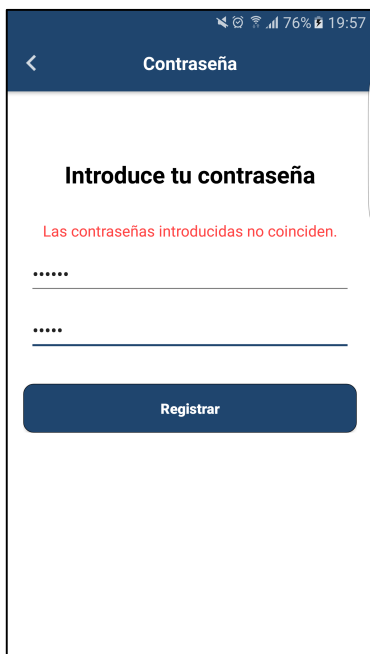 76% 19:57
Contraseña
Introduce tu contraseña
Las contraseñas introducidas no coinciden.
••••••
•••••
Registrar